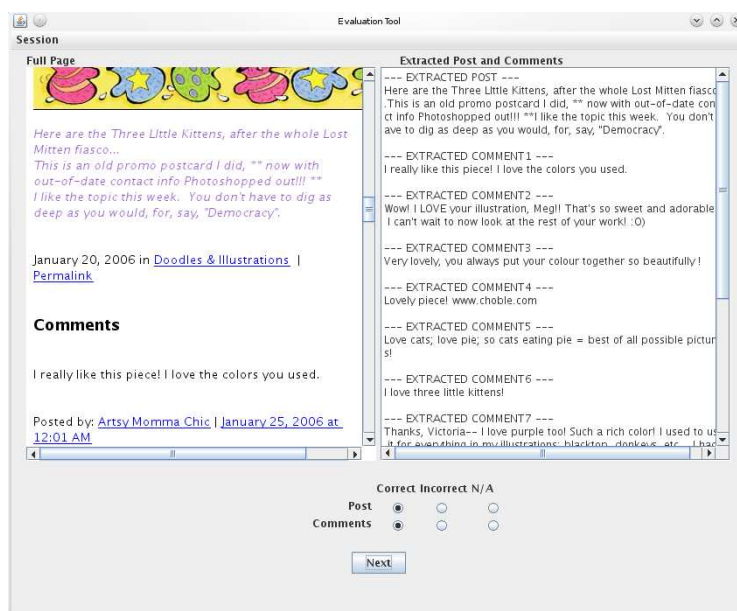 Evaluation Tool
Session
Full Page
Here are the Three LIttle Kittens, after the whole Lost
Mitten fiasco...
This is an old promo postcard I did, ** now with
out-of-date contact info Photoshopped out!!! **
I like the topic this week.  You don't have to dig as
deep as you would, for, say, "Democracy".
January 20, 2006 in Doodles & Illustrations  |
Permalink
Comments
I really like this piece! I love the colors you used.
Posted by: Artsy Momma Chic | January 25, 2006 at
12:01 AM
Extracted Post and Comments
--- EXTRACTED POST ---
Here are the Three LIttle Kittens, after the whole Lost Mitten fiasco
.This is an old promo postcard I did, ** now with out-of-date con
ct info Photoshopped out!!! **I like the topic this week.  You don't
ave to dig as deep as you would, for, say, "Democracy".
--- EXTRACTED COMMENT1 ---
I really like this piece! I love the colors you used.
--- EXTRACTED COMMENT2 ---
Wow! I LOVE your illustration, Meg!! That's so sweet and adorable
I can't wait to now look at the rest of your work! :O)
--- EXTRACTED COMMENT3 ---
Very lovely, you always put your colour together so beautifully !
--- EXTRACTED COMMENT4 ---
Lovely piece! www.choble.com
--- EXTRACTED COMMENT5 ---
Love cats; love pie; so cats eating pie = best of all possible pictur
s!
--- EXTRACTED COMMENT6 ---
I love three little kittens!
--- EXTRACTED COMMENT7 ---
Thanks, Victoria-- I love purple too! Such a rich color! I used to us
it for everything in my illustrations: blacktop, donkeys, etc... I had
Correct Incorrect N/A
Post
Comments
Next